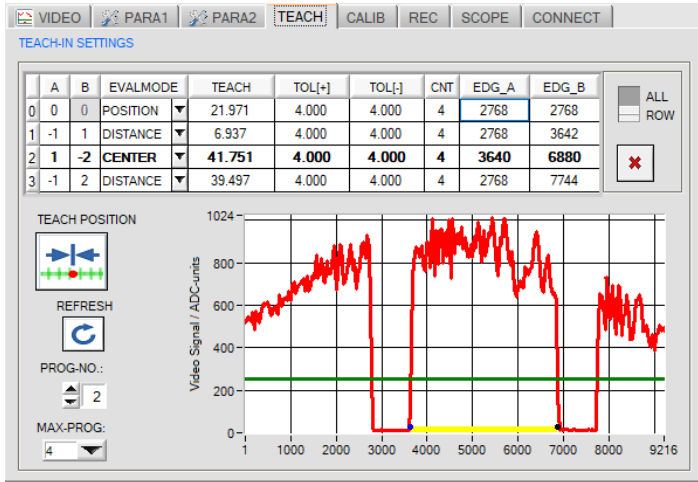 VIDEO PARA1 PARA2 TEACH CALIB REC SCOPE CONNECT
TEACH-IN SETTINGS
A B EVALMODE TEACH TOL[+] TOL[-] CNT EDG_A EDG_B
0 0 0 POSITION 21.971 4.000 4.000 4 2768 2768
1 -1 1 DISTANCE 6.937 4.000 4.000 4 2768 3642
2 1 -2 CENTER 41.751 4.000 4.000 4 3640 6880
3 -1 2 DISTANCE 39.497 4.000 4.000 4 2768 7744
ALL
ROW
TEACH POSITION
REFRESH
PROG-NO.:
2
MAX-PROG:
4
Video Signal / ADC-units
1024
800
600
400
200
0
1 1000 2000 3000 4000 5000 6000 7000 8000 9216